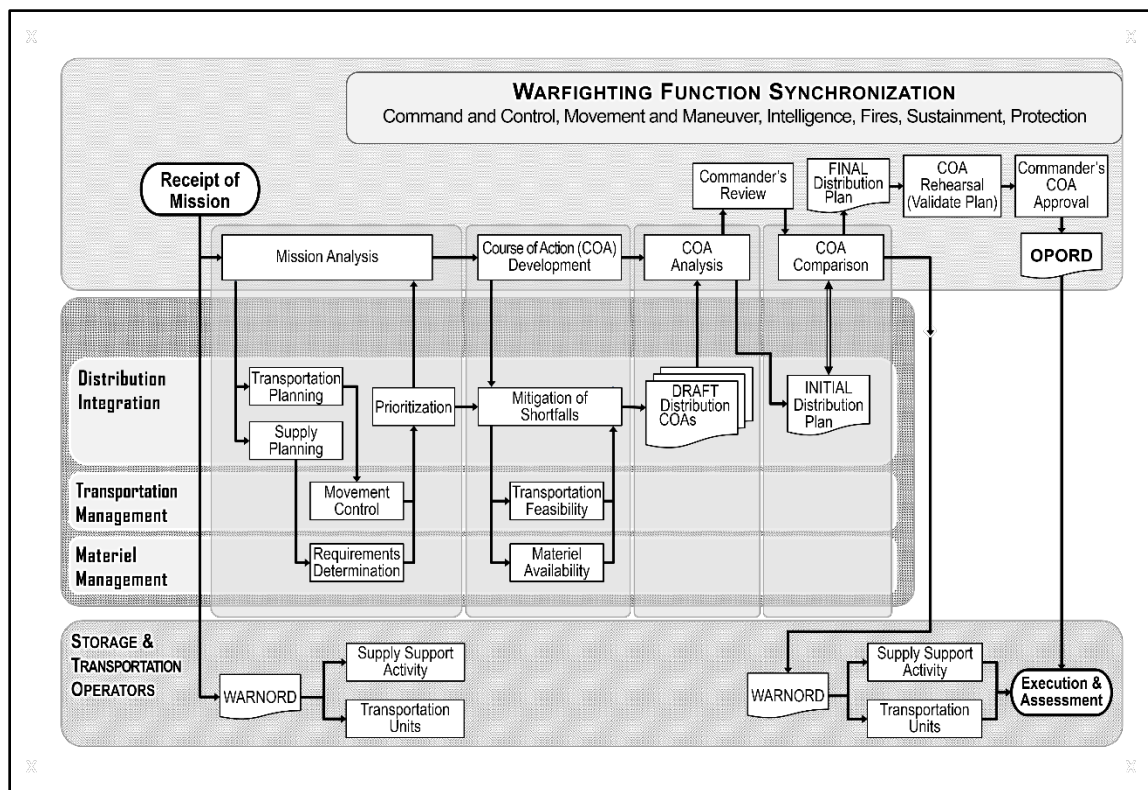 WARFIGHTING FUNCTION SYNCHRONIZATION
Command and Control, Movement and Maneuver, Intelligence, Fires, Sustainment, Protection
Receipt of
Mission
Commander's
Review
FINAL
Distribution
Plan
COA
Rehearsal
(Validate Plan)
Commander's
COA
Approval
Mission Analysis
Course of Action (COA)
Development
COA
Analysis
COA
Comparison
OPORD
Distribution
Integration
Transportation
Planning
Supply
Planning
Prioritization
Mitigation of
Shortfalls
DRAFT
Distribution
COAs
INITIAL
Distribution
Plan
Transportation
Management
Movement
Control
Transportation
Feasibility
Materiel
Management
Requirements
Determination
Materiel
Availability
STORAGE &
TRANSPORTATION
OPERATORS
WARNORD
Supply Support
Activity
Transportation
Units
WARNORD
Supply Support
Activity
Transportation
Units
Execution &
Assessment